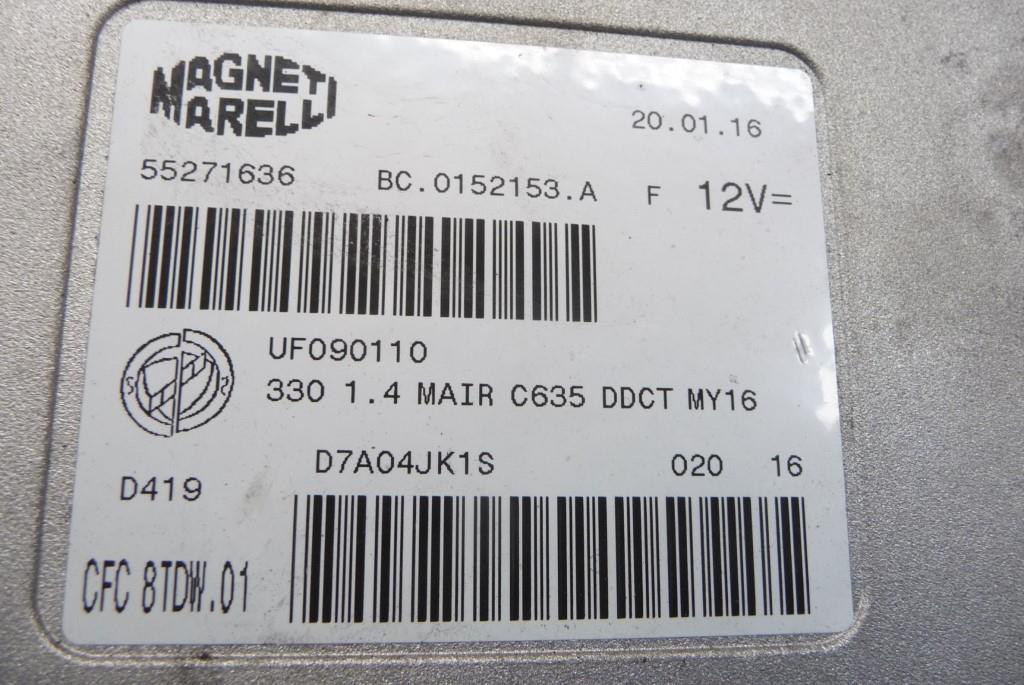 MAGNETI
MARELLI
20.01.16
55271636 BC.0152153.A F 12V=
UF090110
330 1.4 MAIR C635 DDCT MY16
D7A04JK1S 020 16
D419
CFC 8TDW.01